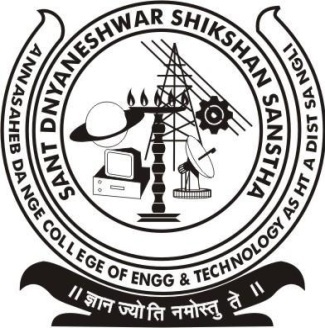 SANT DNYANESHWAR SHIKSHAN SANSTHA
ANNASAHEB DANGE COLLEGE OF ENGG & TECHNOLOGY ASHTA DIST SANGLI
॥ ज्ञान ज्योति नमोस्तु ते ॥